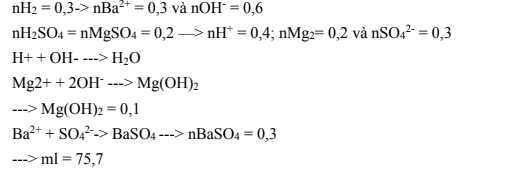 nH₂ = 0,3-> nBa²⁺ = 0,3 và nOH⁻ = 0,6
nH₂SO₄ = nMgSO₄ = 0,2 —> nH⁺ = 0,4; nMg₂= 0,2 và nSO₄²⁻ = 0,3
H+ + OH- ---> H₂O
Mg2+ + 2OH⁻ ---> Mg(OH)₂
---> Mg(OH)₂ = 0,1
Ba²⁺ + SO₄²⁻-> BaSO₄ ---> nBaSO₄ = 0,3
---> ml = 75,7